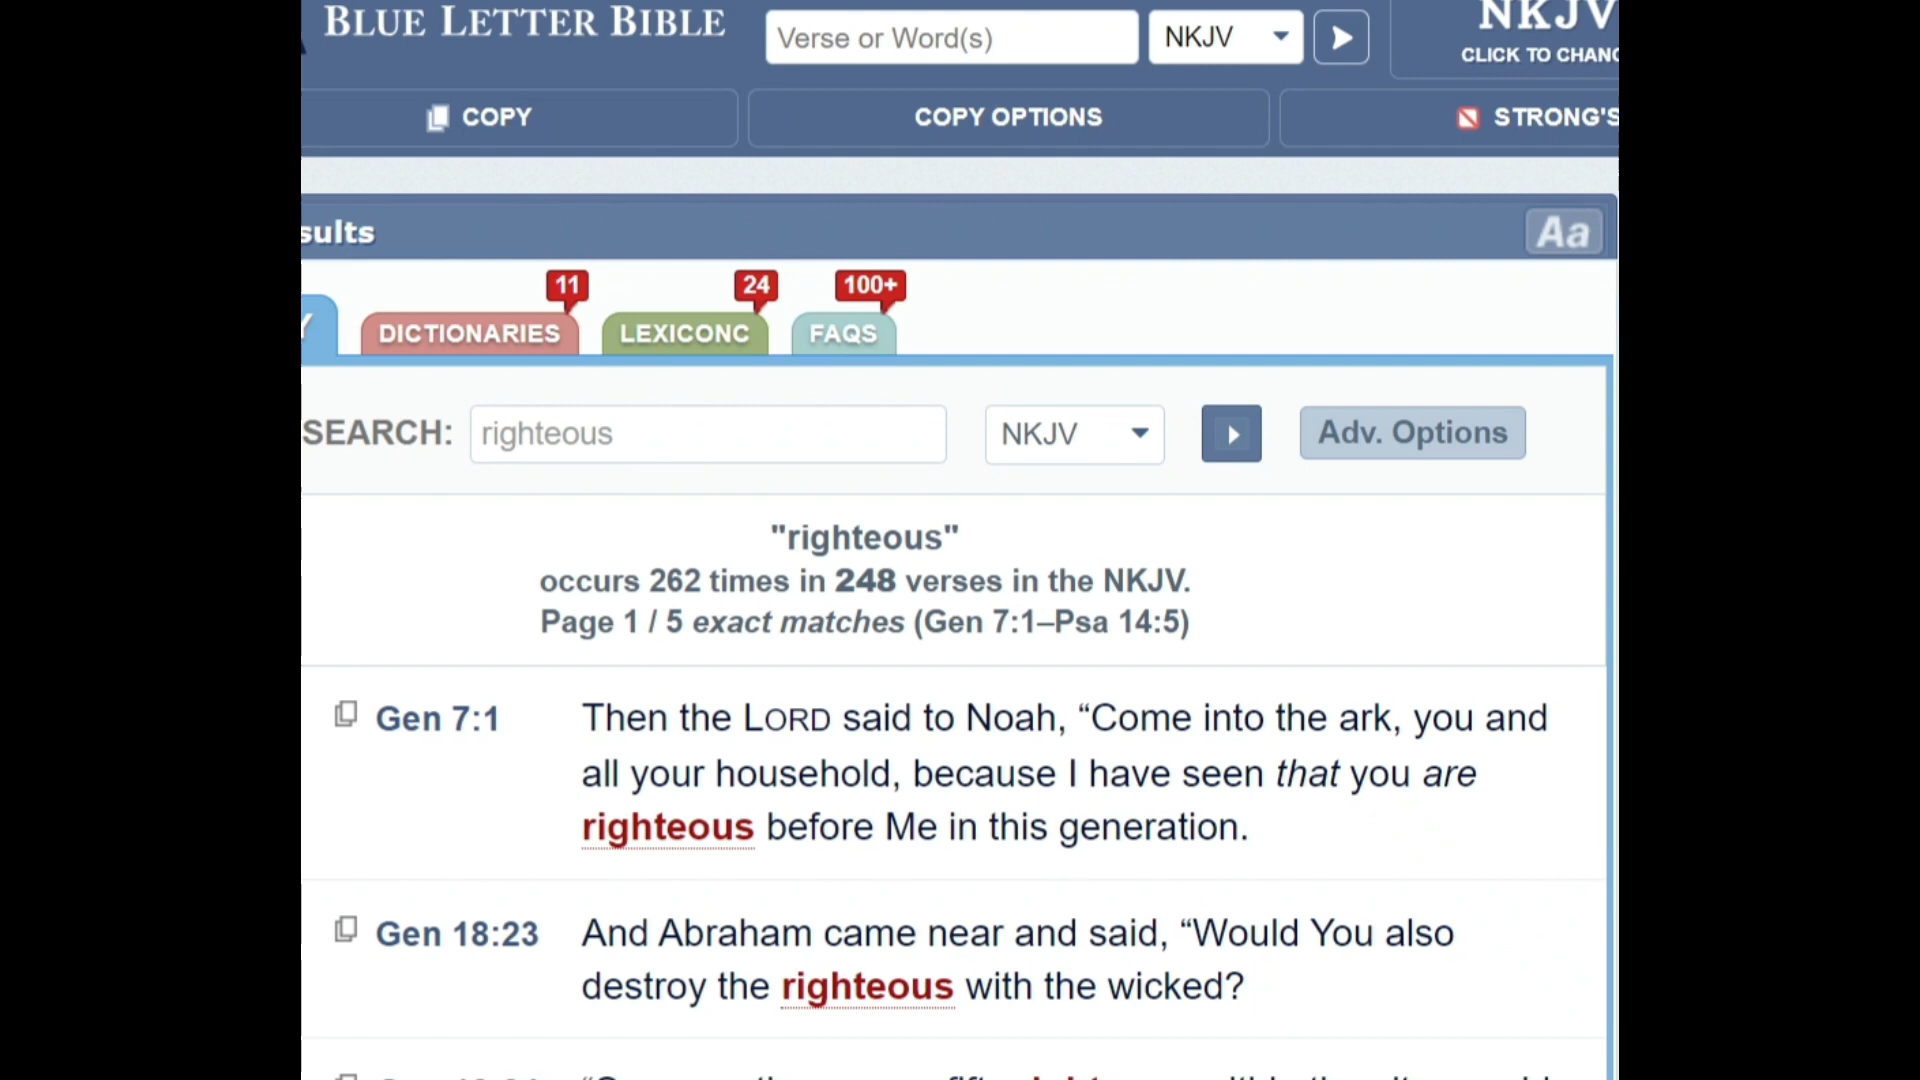 BLUE LETTER BIBLE
Verse or Word(s)
NKJV
NKJV
CLICK TO CHANG
COPY
COPY OPTIONS
STRONG'S
sults
Aa
11
24
100+
Y
DICTIONARIES
LEXICONC
FAQS
SEARCH:
righteous
NKJV
Adv. Options
"righteous"
occurs 262 times in 248 verses in the NKJV.
Page 1 / 5 exact matches (Gen 7:1–Psa 14:5)
Gen 7:1
Then the LORD said to Noah, “Come into the ark, you and
all your household, because I have seen that you are
righteous before Me in this generation.
Gen 18:23
And Abraham came near and said, “Would You also
destroy the righteous with the wicked?